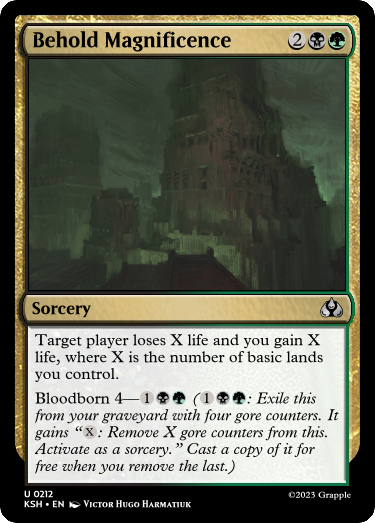 Behold Magnificence 2
Sorcery
Target player loses X life and you gain X
life, where X is the number of basic lands
you control.
Bloodborn 4—1 (1: Exile this
from your graveyard with four gore counters. It
gains “X: Remove X gore counters from this.
Activate as a sorcery.” Cast a copy of it for
free when you remove the last.)
U 0212
KSH • EN Victor Hugo Harmatiuk
©2023 Grapple